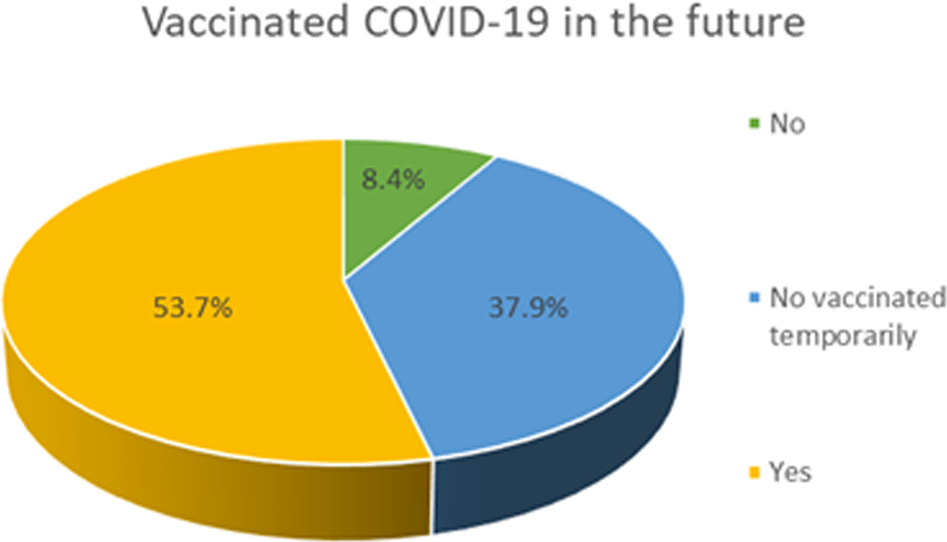 Vaccinated COVID-19 in the future
No
8.4%
53.7%
37.9%
No vaccinated
temporarily
Yes